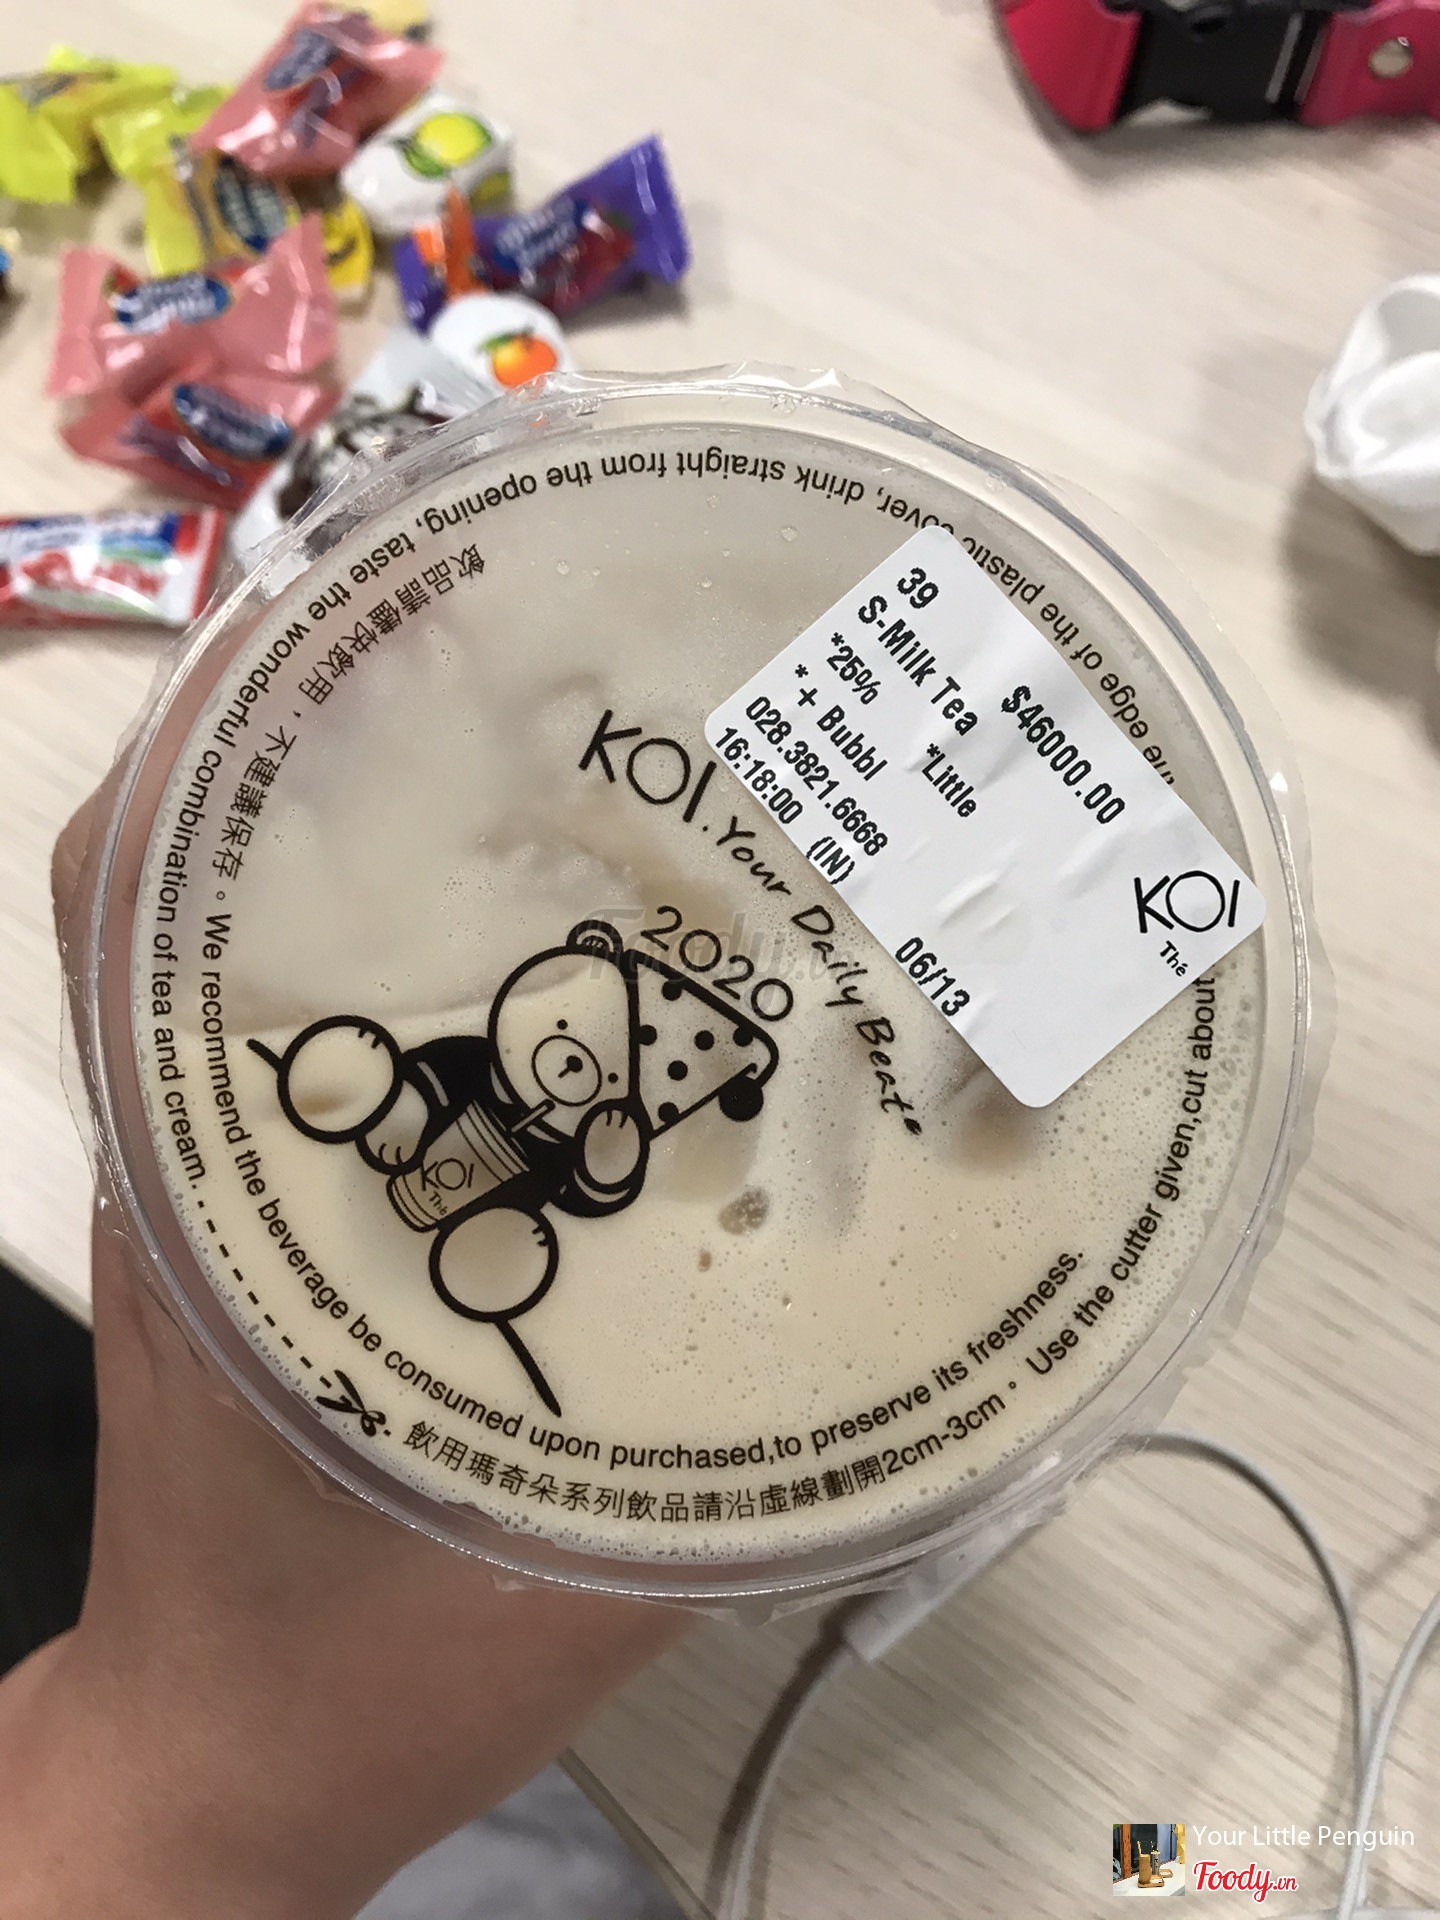 39
S-Milk Tea $46000.00
*25% *Little
* + Bubbl
028.3821.6668
16:18:00 (IN) 06/13
KOI
Thé
KOI. Your Daily Beat
2020
KOI
Thé
飲品請儘快飲用，不建議保存。We recommend the beverage be consumed upon purchased,to preserve its freshness.
飲用瑪奇朵系列飲品請沿虛線劃開2cm-3cm。Use the cutter given,cut about the edge of the plastic cover, drink straight from the opening, taste the wonderful combination of tea and cream.
Foody.vn
Your Little Penguin
Foody.vn